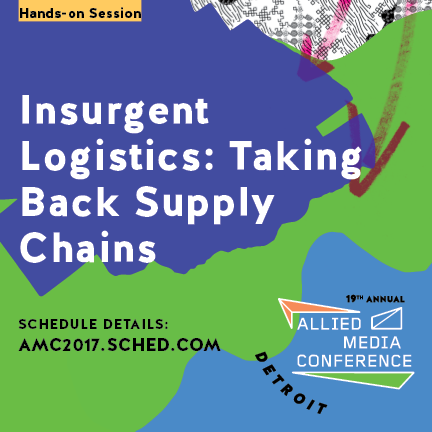 Hands-on Session
Insurgent
Logistics: Taking
Back Supply
Chains
SCHEDULE DETAILS:
AMC2017.SCHED.COM
19TH ANNUAL
ALLIED
MEDIA
CONFERENCE
DETROIT